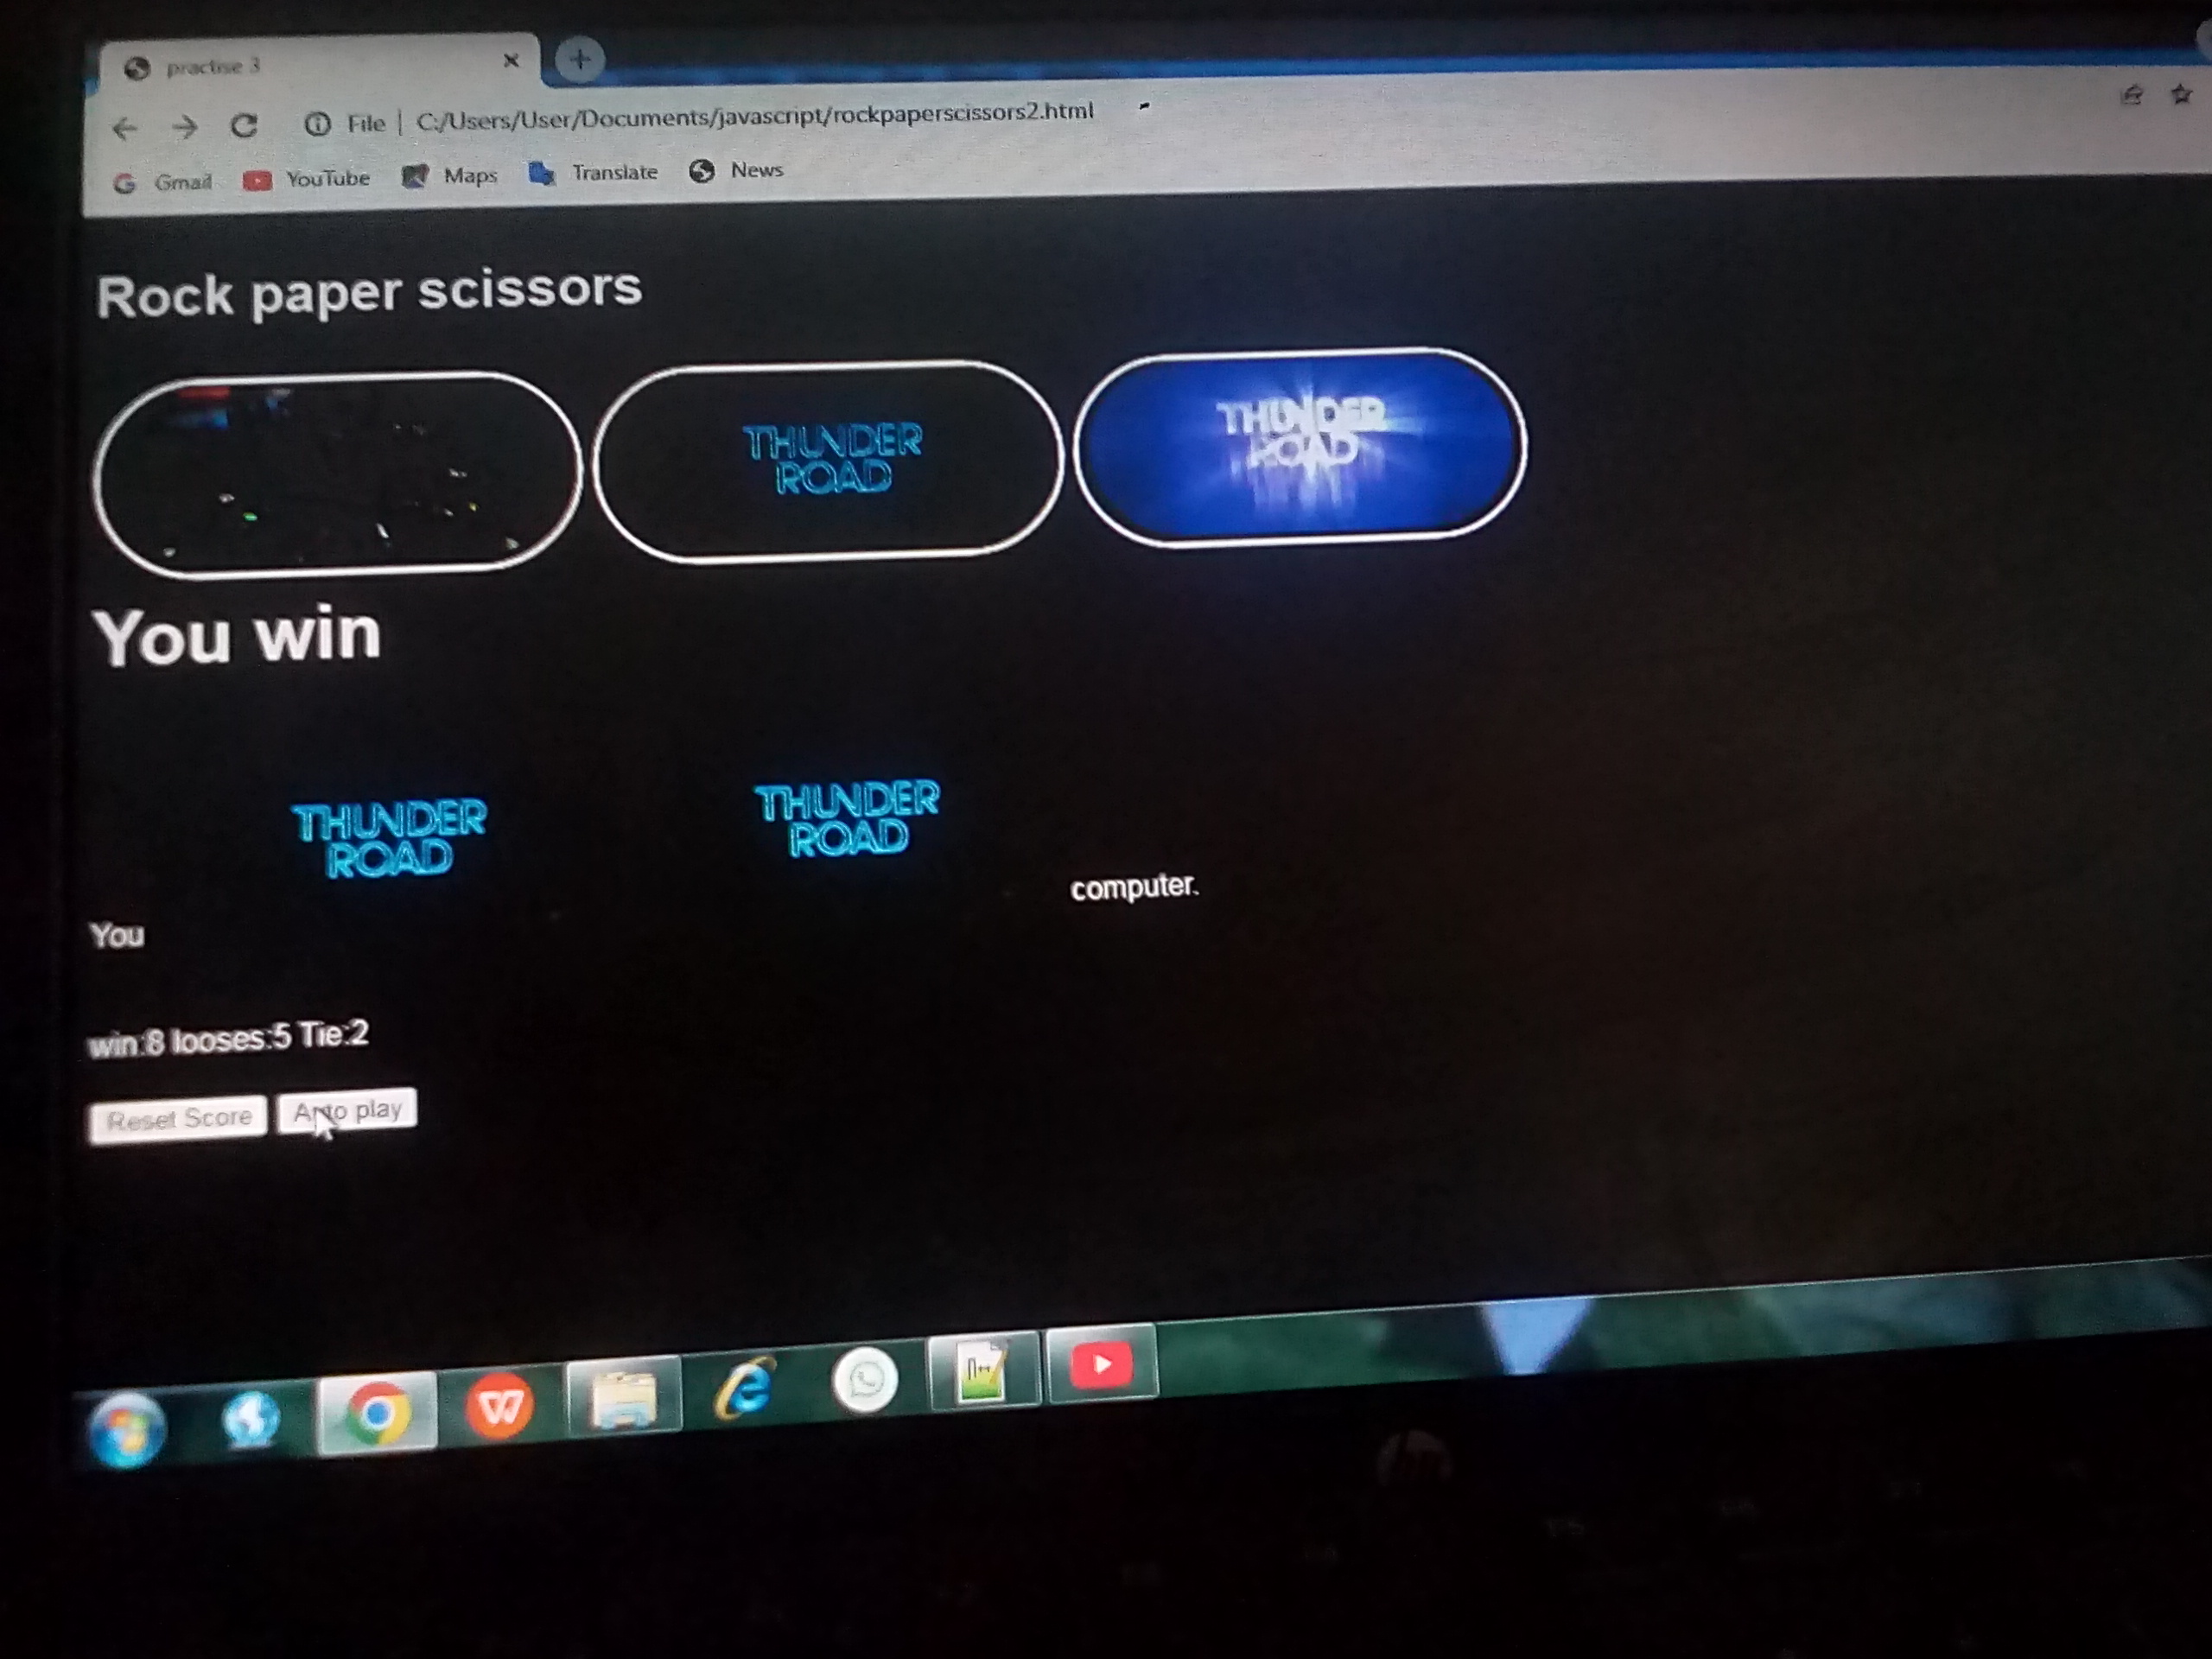 practise 3
File | C:/Users/User/Documents/javascript/rockpaperscissors2.html
Gmail YouTube Maps Translate News
Rock paper scissors
THUNDER
ROAD
THUNDER
ROAD
You win
THUNDER
ROAD
THUNDER
ROAD
computer.
You
win:8 looses:5 Tie:2
Reset Score Auto play